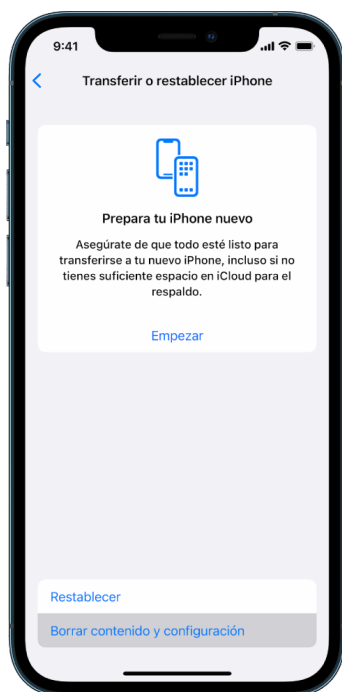 9:41
Transferir o restablecer iPhone
Prepara tu iPhone nuevo
Asegúrate de que todo esté listo para
transferirse a tu nuevo iPhone, incluso si no
tienes suficiente espacio en iCloud para el
respaldo.
Empezar
Restablecer
Borrar contenido y configuración